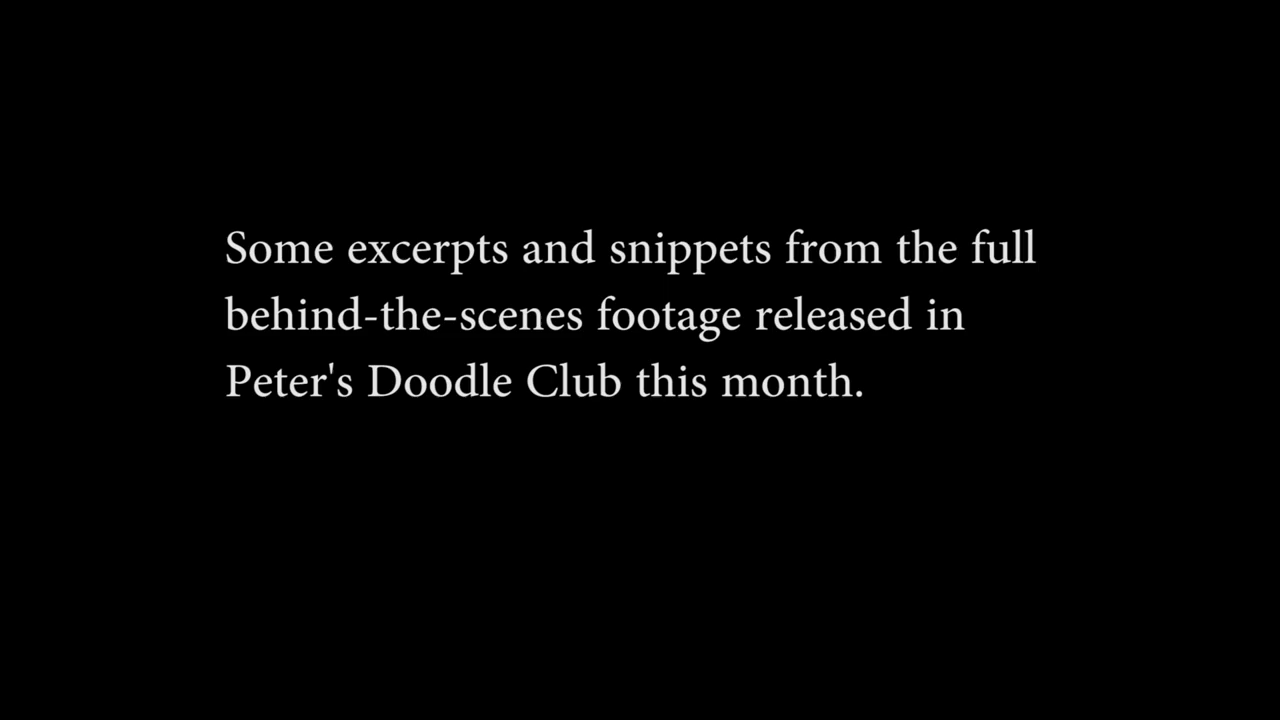 Some excerpts and snippets from the full
behind-the-scenes footage released in
Peter's Doodle Club this month.